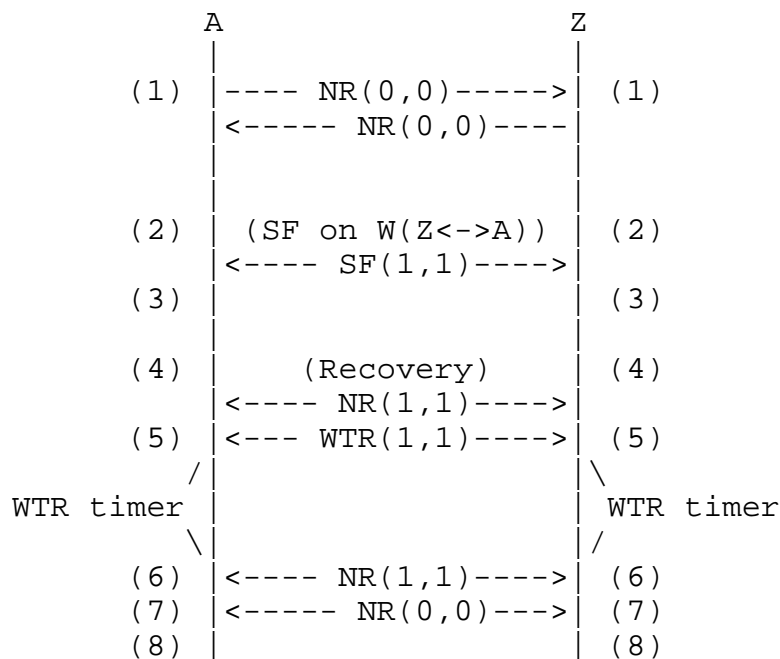 A Z
(1) |---- NR(0,0)----->| (1)
|<----- NR(0,0)----|
(2) | (SF on W(Z<->A)) | (2)
|<---- SF(1,1)---->|
(3) | | (3)
(4) | (Recovery) | (4)
|<---- NR(1,1)---->|
(5) |<--- WTR(1,1)---->| (5)
/| |\
WTR timer | | WTR timer
\| |/
(6) |<---- NR(1,1)---->| (6)
(7) |<----- NR(0,0)--->| (7)
(8) | | (8)